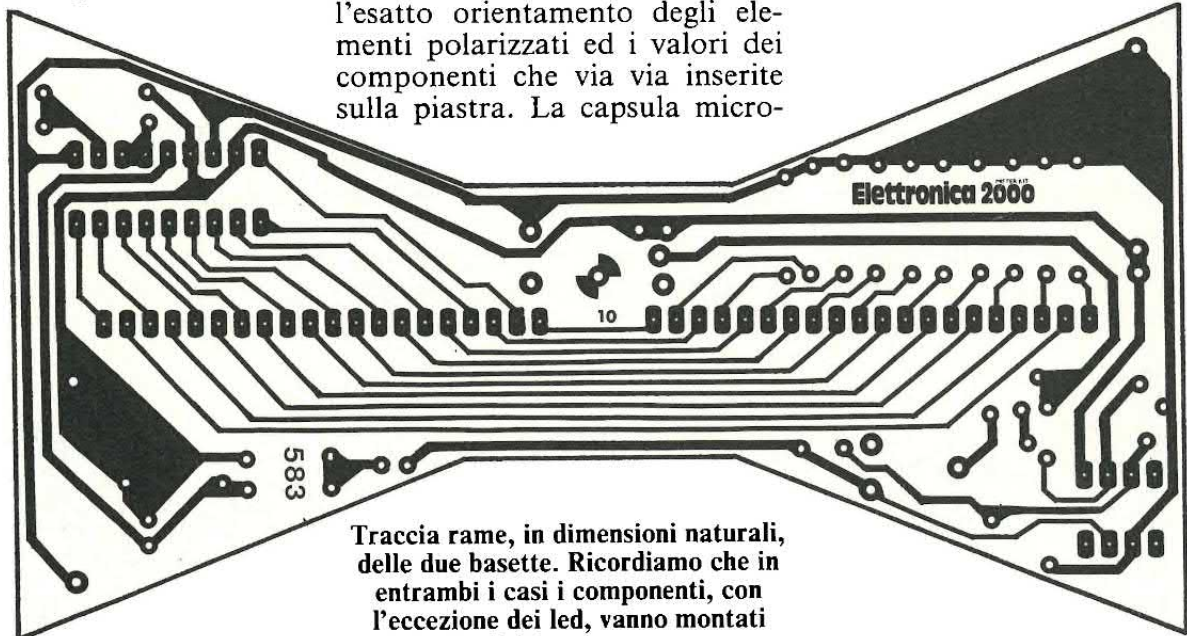 l'esatto orientamento degli ele-
menti polarizzati ed i valori dei
componenti che via via inserite
sulla piastra. La capsula micro-
Elettronica 2000
10
583
Traccia rame, in dimensioni naturali,
delle due basette. Ricordiamo che in
entrambi i casi i componenti, con
l'eccezione dei led, vanno montati